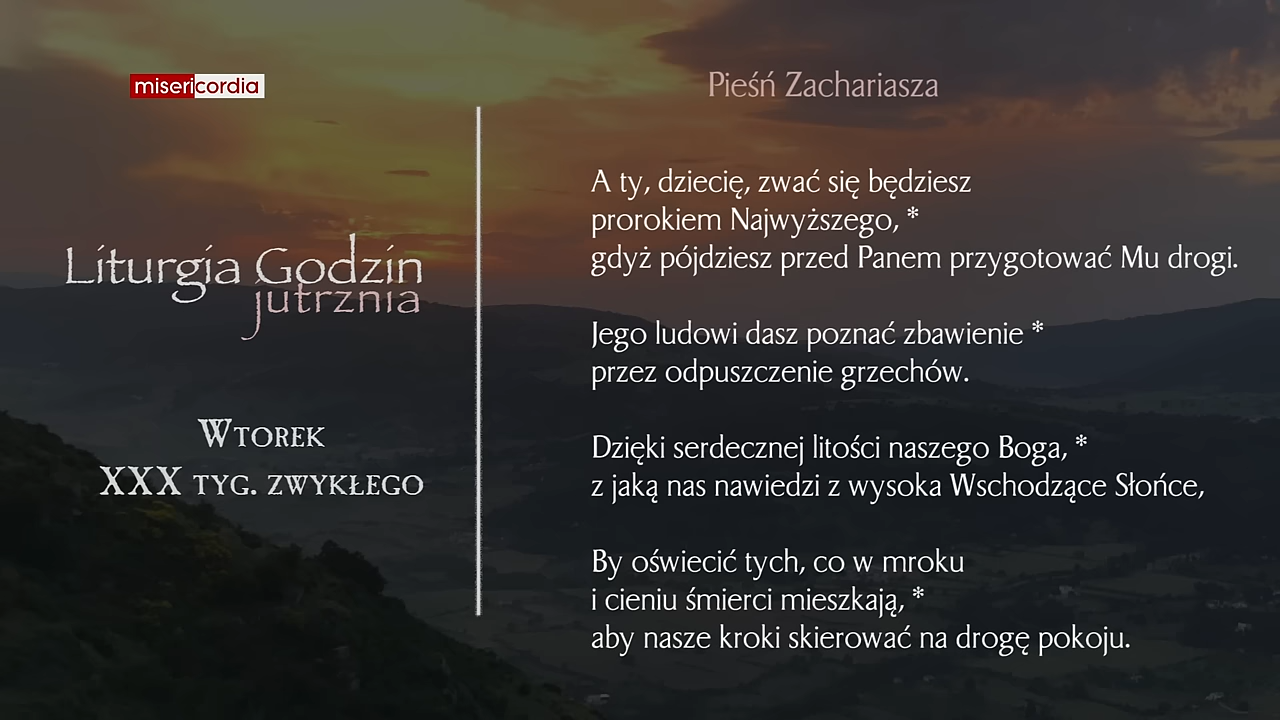 misericordia
Liturgia Godzin
jutrznia
Wtorek
XXX tyg. zwykłego
Pieśń Zachariasza
A ty, dziecię, zwać się będziesz
prorokiem Najwyższego, *
gdyż pójdziesz przed Panem przygotować Mu drogi.
Jego ludowi dasz poznać zbawienie *
przez odpuszczenie grzechów.
Dzięki serdecznej litości naszego Boga, *
z jaką nas nawiedzi z wysoka Wschodzące Słońce,
By oświecić tych, co w mroku
i cieniu śmierci mieszkają, *
aby nasze kroki skierować na drogę pokoju.